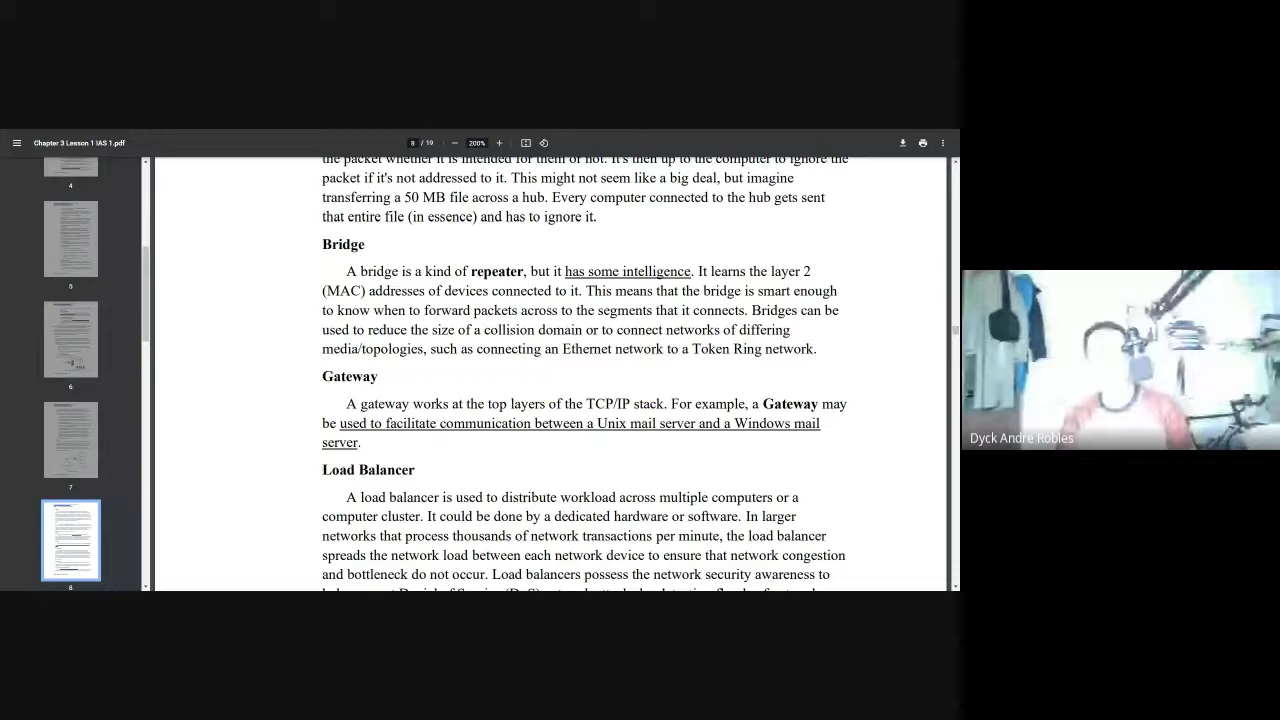 Chapter 3 Lesson 1 IAS 1.pdf
8 / 19
200%
4
5
6
7
8
the packet whether it is intended for them or not. It's then up to the computer to ignore the
packet if it's not addressed to it. This might not seem like a big deal, but imagine
transferring a 50 MB file across a hub. Every computer connected to the hub gets sent
that entire file (in essence) and has to ignore it.
Bridge
A bridge is a kind of repeater, but it has some intelligence. It learns the layer 2
(MAC) addresses of devices connected to it. This means that the bridge is smart enough
to know when to forward packets across to the segments that it connects. Bridges can be
used to reduce the size of a collision domain or to connect networks of differing
media/topologies, such as connecting an Ethernet network to a Token Ring network.
Gateway
A gateway works at the top layers of the TCP/IP stack. For example, a Gateway may
be used to facilitate communication between a Unix mail server and a Windows mail
server.
Load Balancer
A load balancer is used to distribute workload across multiple computers or a
cluster. It could be by a dedicated hardware or software. In larger
networks that process thousands of network transactions per minute, the load balancer
spreads the network load between each network device to ensure that network congestion
and bottleneck do not occur. Load balancers possess the network security awareness to
Dyck Andre Robles